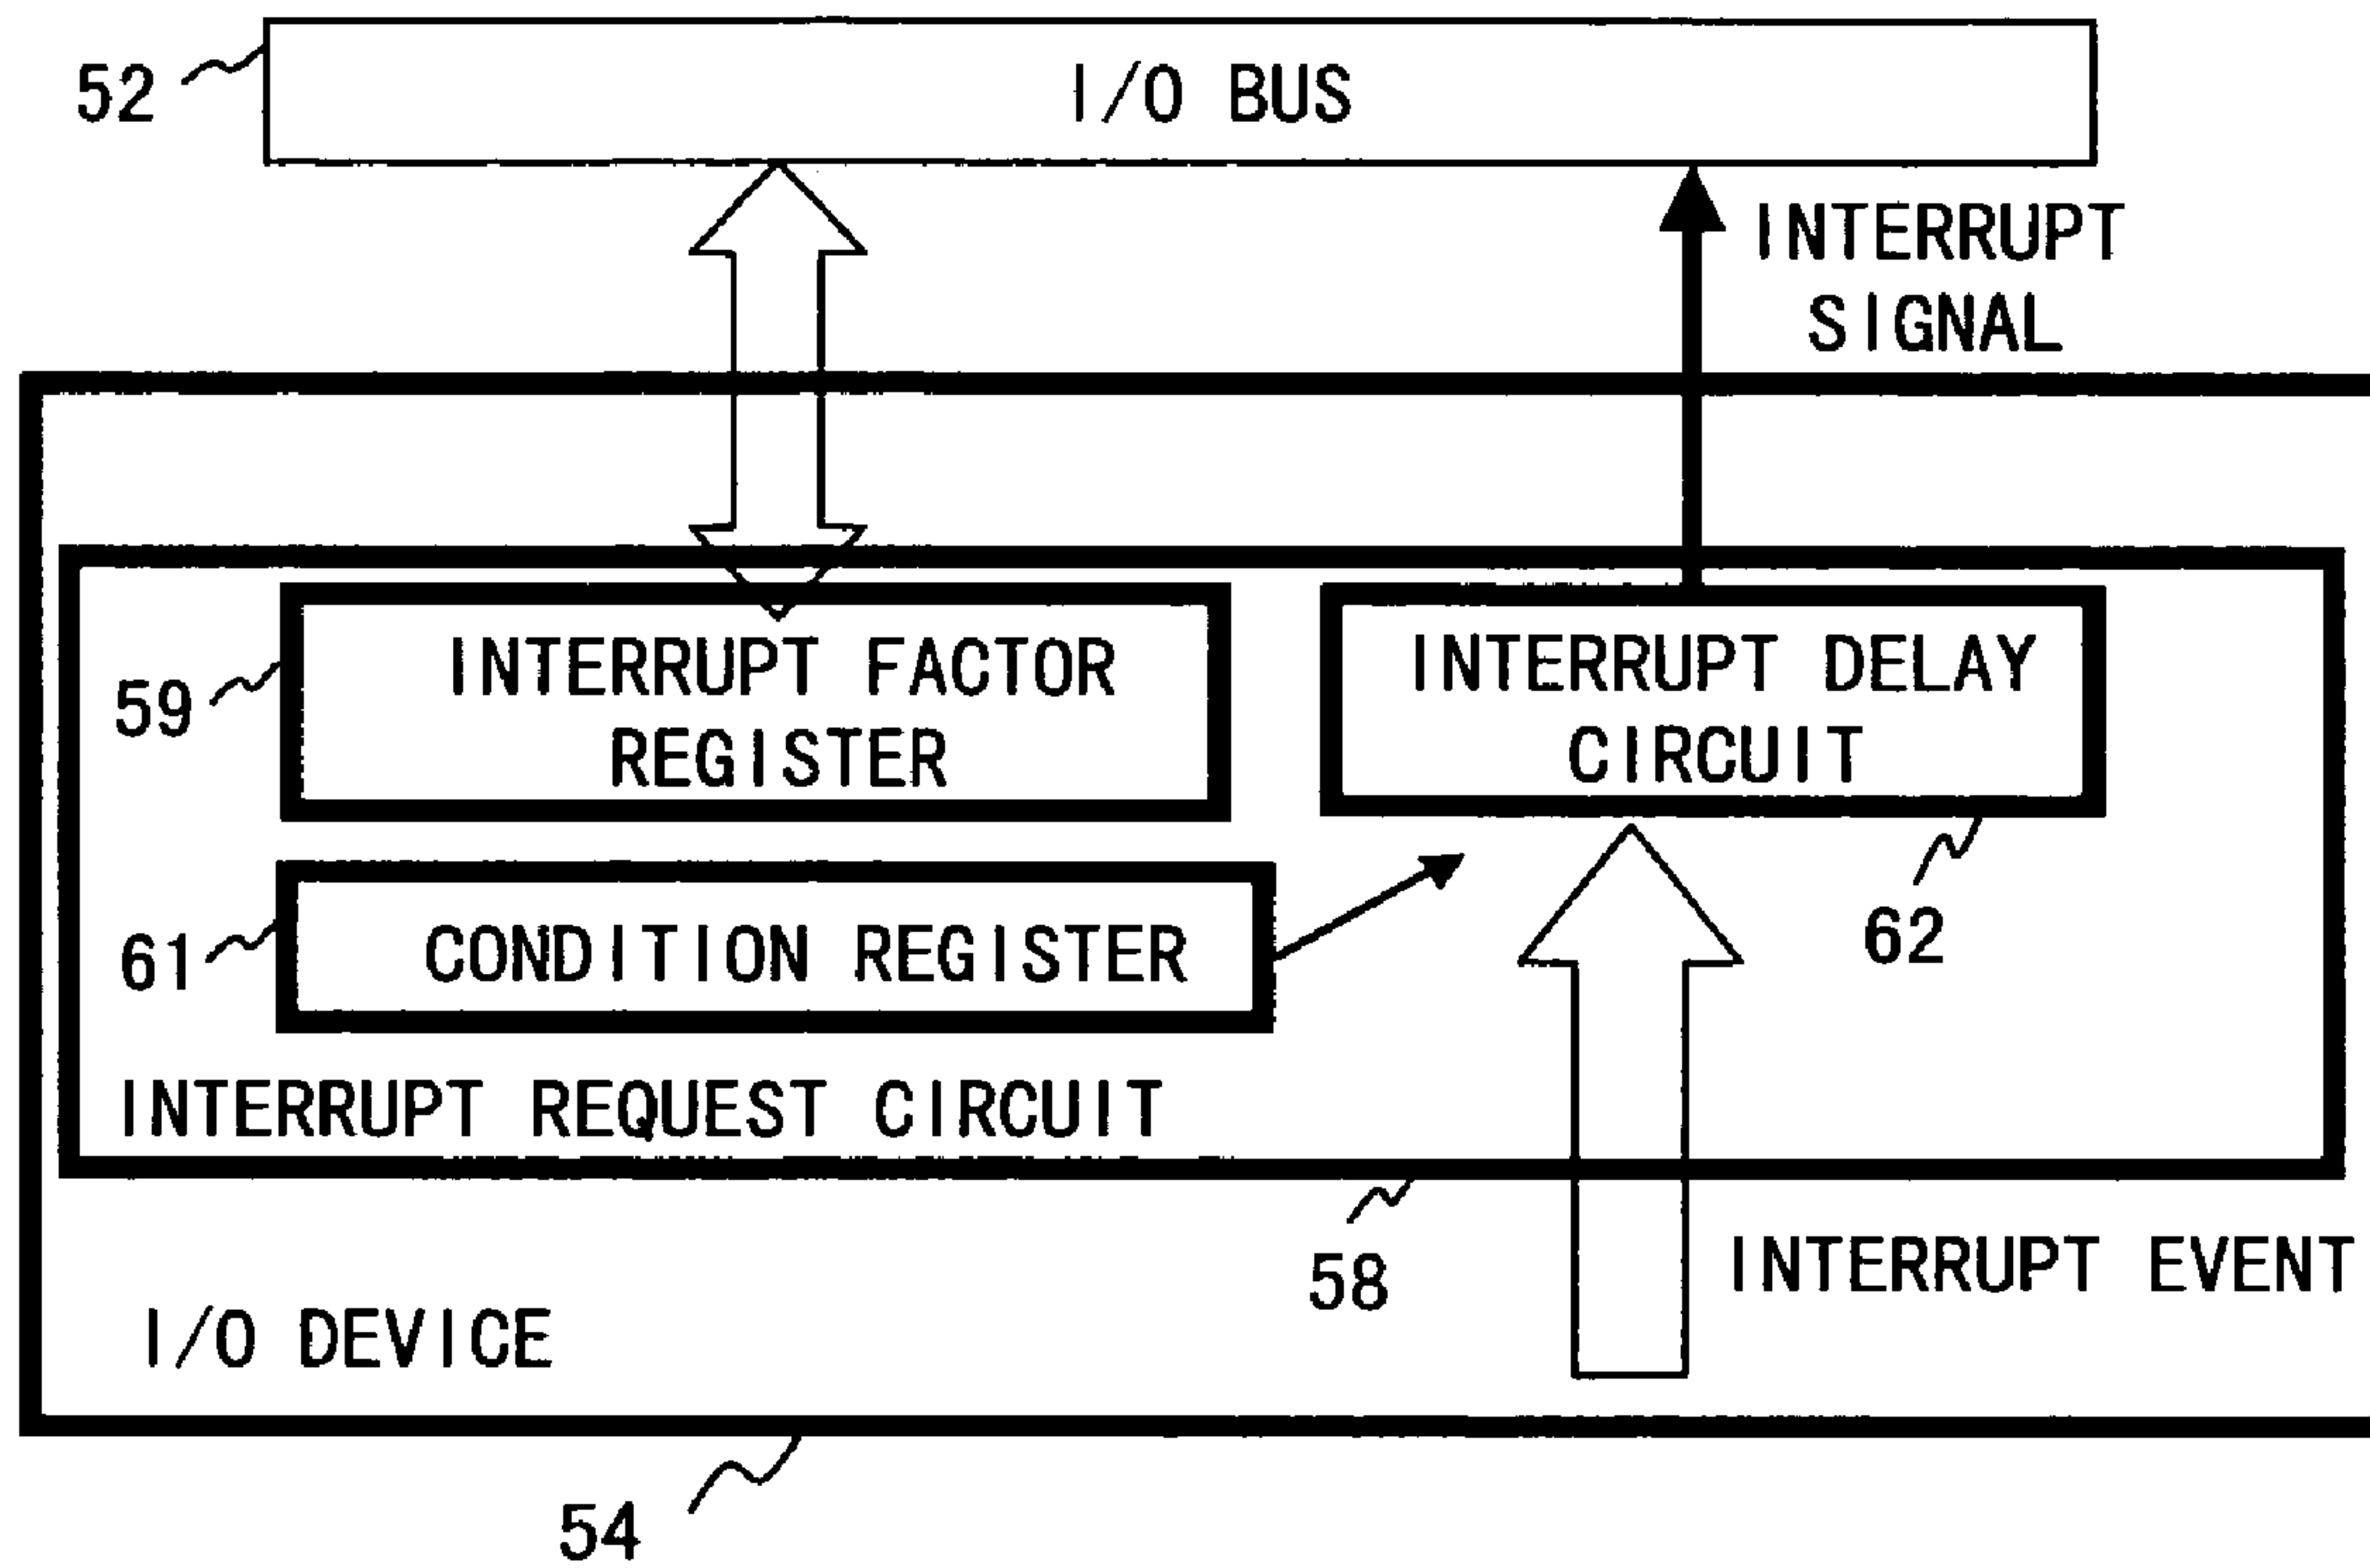 52
I/O BUS
INTERRUPT
SIGNAL
59
INTERRUPT FACTOR
REGISTER
INTERRUPT DELAY
CIRCUIT
61
CONDITION REGISTER
62
INTERRUPT REQUEST CIRCUIT
58
INTERRUPT EVENT
I/O DEVICE
54